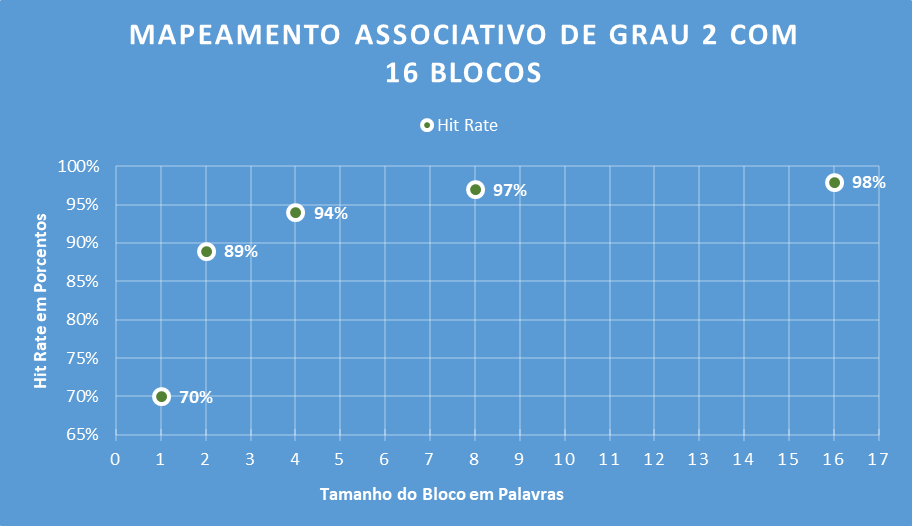 MAPEAMENTO ASSOCIATIVO DE GRAU 2 COM
16 BLOCOS
Hit Rate
Hit Rate em Porcentos
100%
95%
90%
85%
80%
75%
70%
65%
70%
89%
94%
97%
98%
0 1 2 3 4 5 6 7 8 9 10 11 12 13 14 15 16 17
Tamanho do Bloco em Palavras